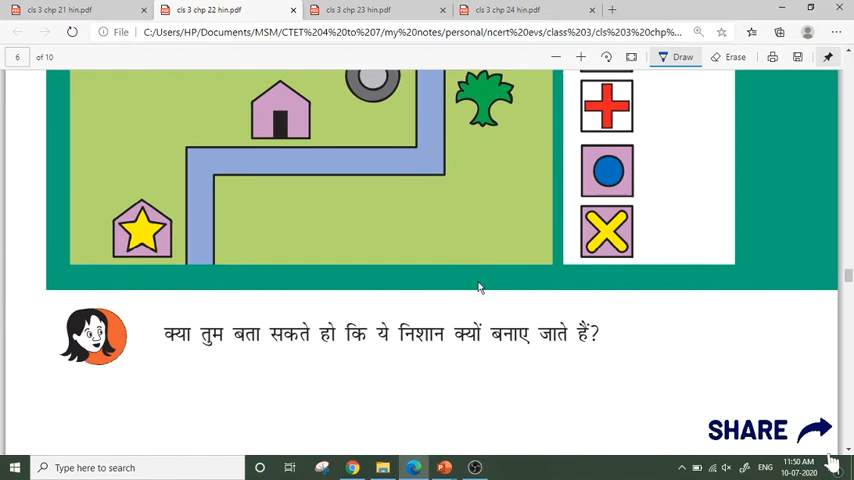 cls 3 chp 21 hin.pdf
cls 3 chp 22 hin.pdf
cls 3 chp 23 hin.pdf
cls 3 chp 24 hin.pdf
File
C:/Users/HP/Documents/MSM/CTET%204%20to%207/my%20notes/personal/ncert%20evs/class%203/cls%203%20chp%...
6 of 10
Draw
Erase
क्या तुम बता सकते हो कि ये निशान क्यों बनाए जाते हैं?
SHARE
Type here to search
ENG
11:50 AM
10-07-2020